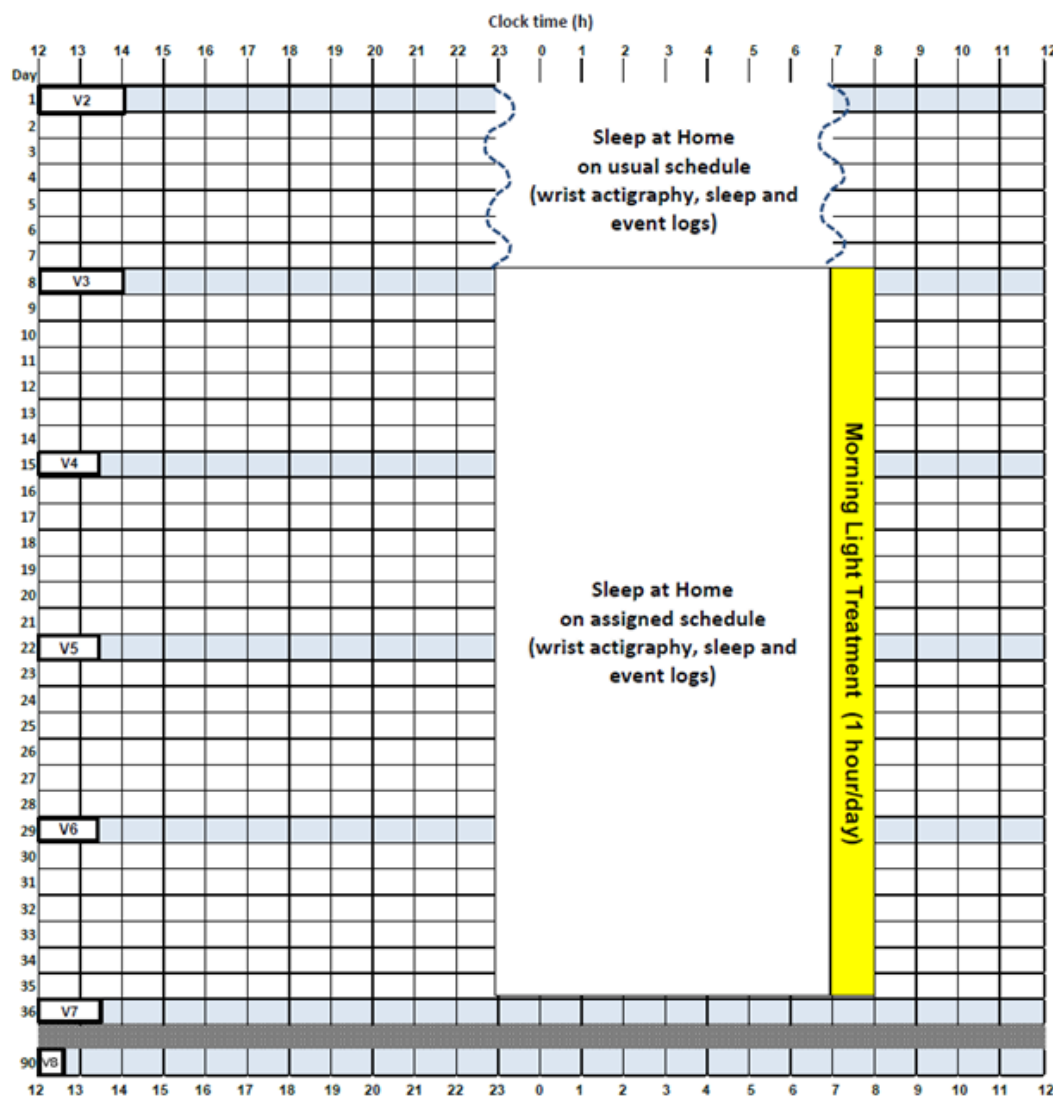 Clock time (h)
12 13 14 15 16 17 18 19 20 21 22 23 0 1 2 3 4 5 6 7 8 9 10 11 12
Day
1 V2
2
3
4
5
6
7
Sleep at Home
on usual schedule
(wrist actigraphy, sleep and
event logs)
8 V3
9
10
11
12
13
14
15 V4
16
17
18
19
20
21
22 V5
23
24
25
26
27
28
29 V6
30
31
32
33
34
35
Sleep at Home
on assigned schedule
(wrist actigraphy, sleep and
event logs)
Morning Light Treatment (1 hour/day)
36 V7
90 V8
12 13 14 15 16 17 18 19 20 21 22 23 0 1 2 3 4 5 6 7 8 9 10 11 12